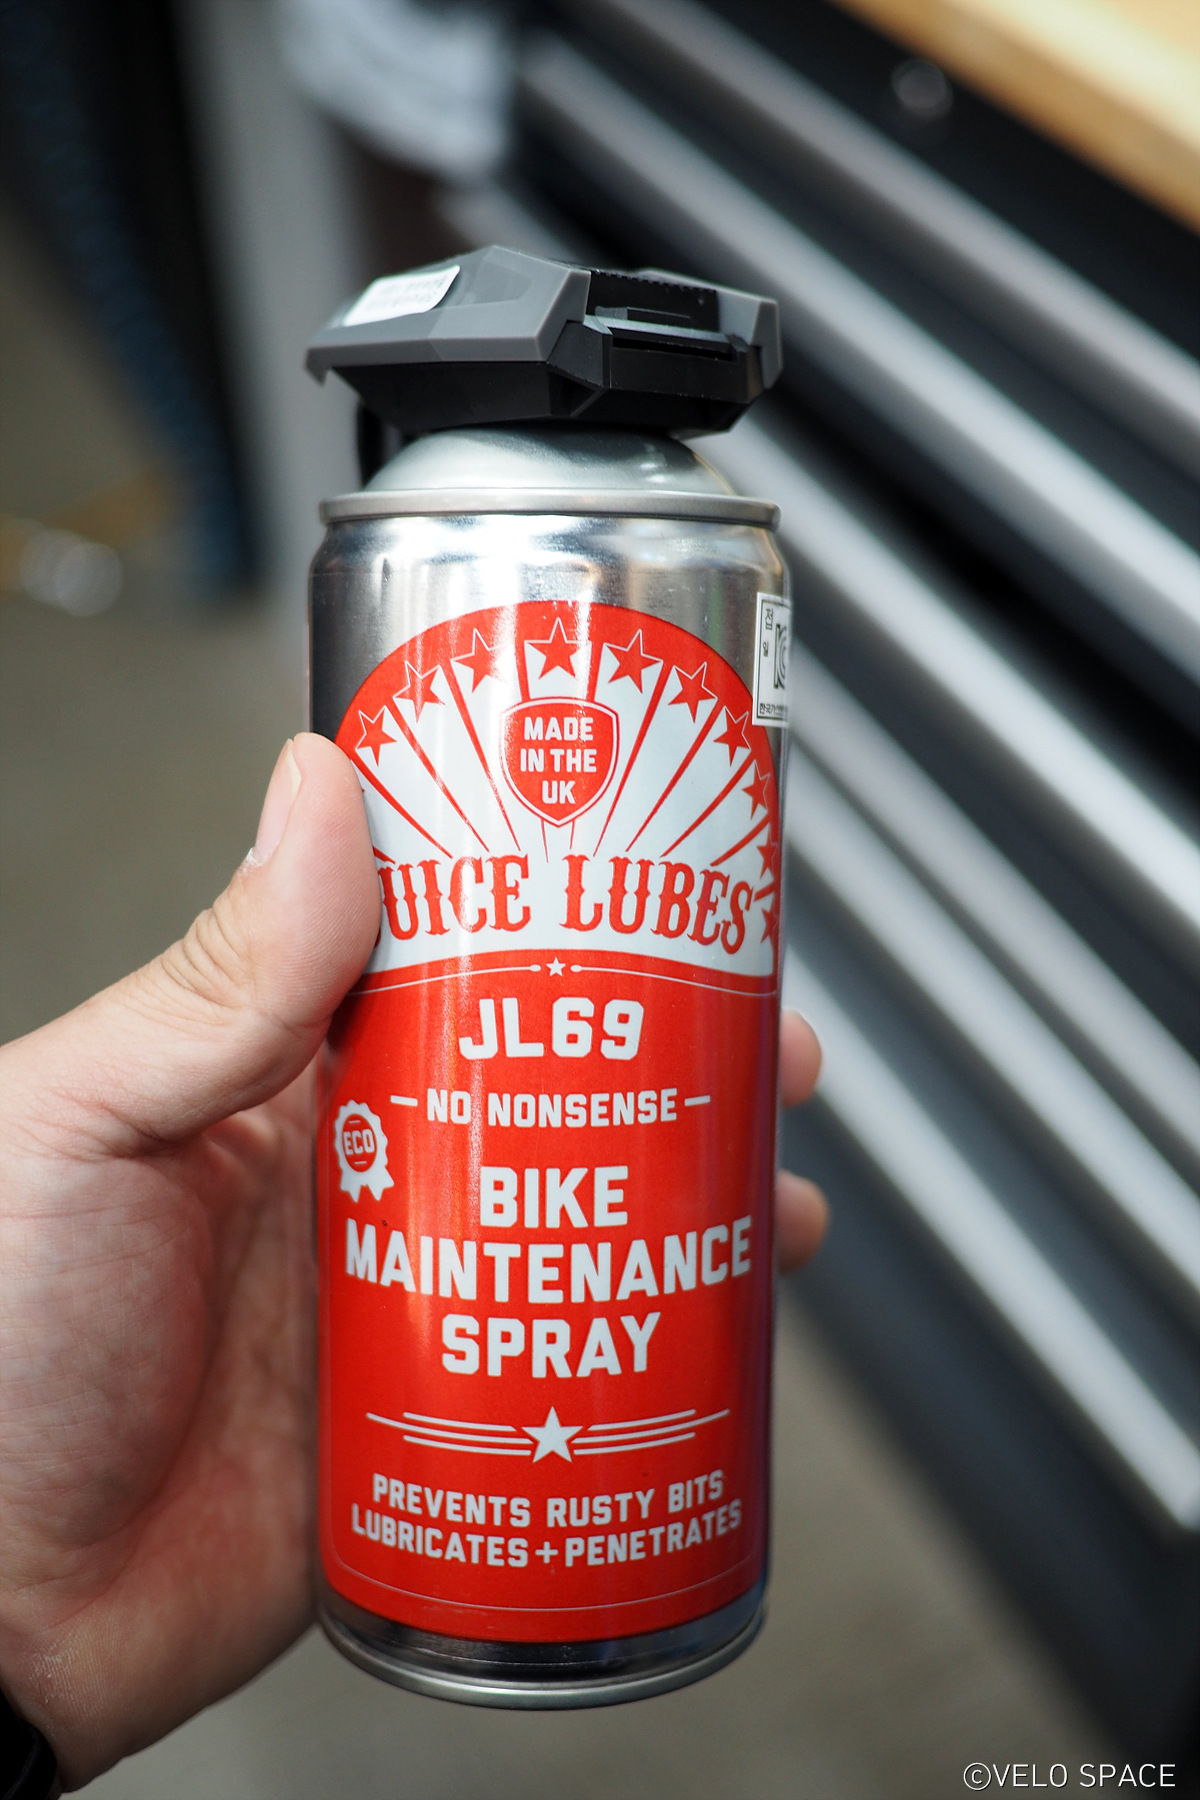 MADE
IN THE
UK
JUICE LUBES
JL69
NO NONSENSE
ECO
BIKE
MAINTENANCE
SPRAY
PREVENTS RUSTY BITS
LUBRICATES+PENETRATES
©VELO SPACE